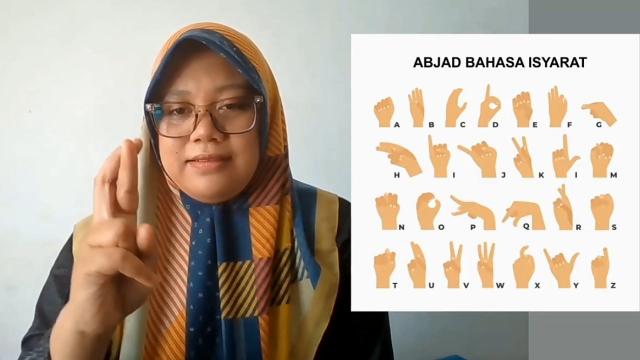 ABJAD BAHASA ISYARAT
A B C D E F G
H I J K L M
N O P Q R S
T U V W X Y Z